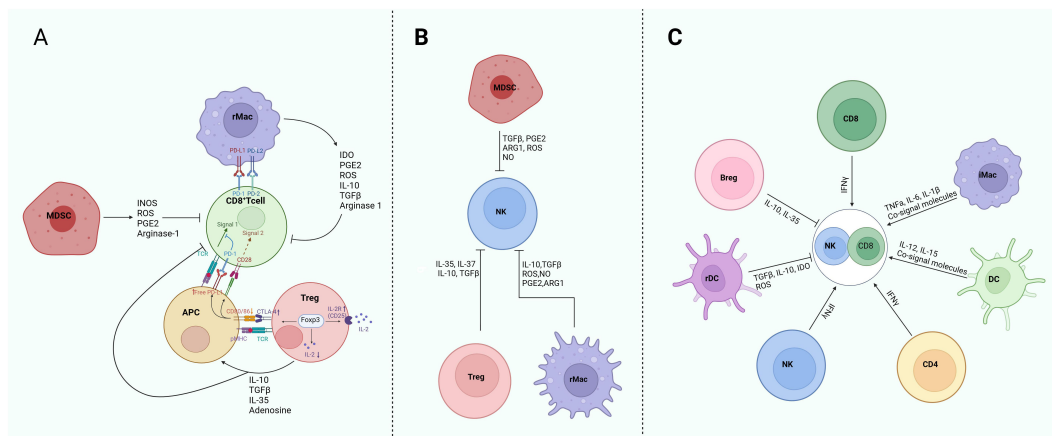 A
rMac
PD-L1 PD-L2
PD-1 PD-2
CD8⁺Tcell
Signal 1
Signal 2
IDO
PGE2
ROS
IL-10
TGFβ
Arginase 1
MDSC
INOS
ROS
PGE2
Arginase-1
TCR
PD-1
CD28
Free PD-L1
APC
CD80/86↓
CTLA-4↑
pMHC
TCR
Treg
Foxp3
IL-2R↑
(CD25)
IL-2
IL-2 ↓
IL-10
TGFβ
IL-35
Adenosine
B
MDSC
TGFβ, PGE2
ARG1, ROS
NO
NK
IL-35, IL-37
IL-10, TGFβ
IL-10,TGFβ
ROS,NO
PGE2,ARG1
Treg
rMac
C
CD8
IFNγ
Breg
IL-10, IL-35
iMac
TNFa, IL-6, IL-1β
Co-signal molecules
NK
CD8
rDC
TGFβ, IL-10, IDO
ROS
IL-12, IL-15
Co-signal molecules
DC
IFNγ
NK
IFNγ
CD4